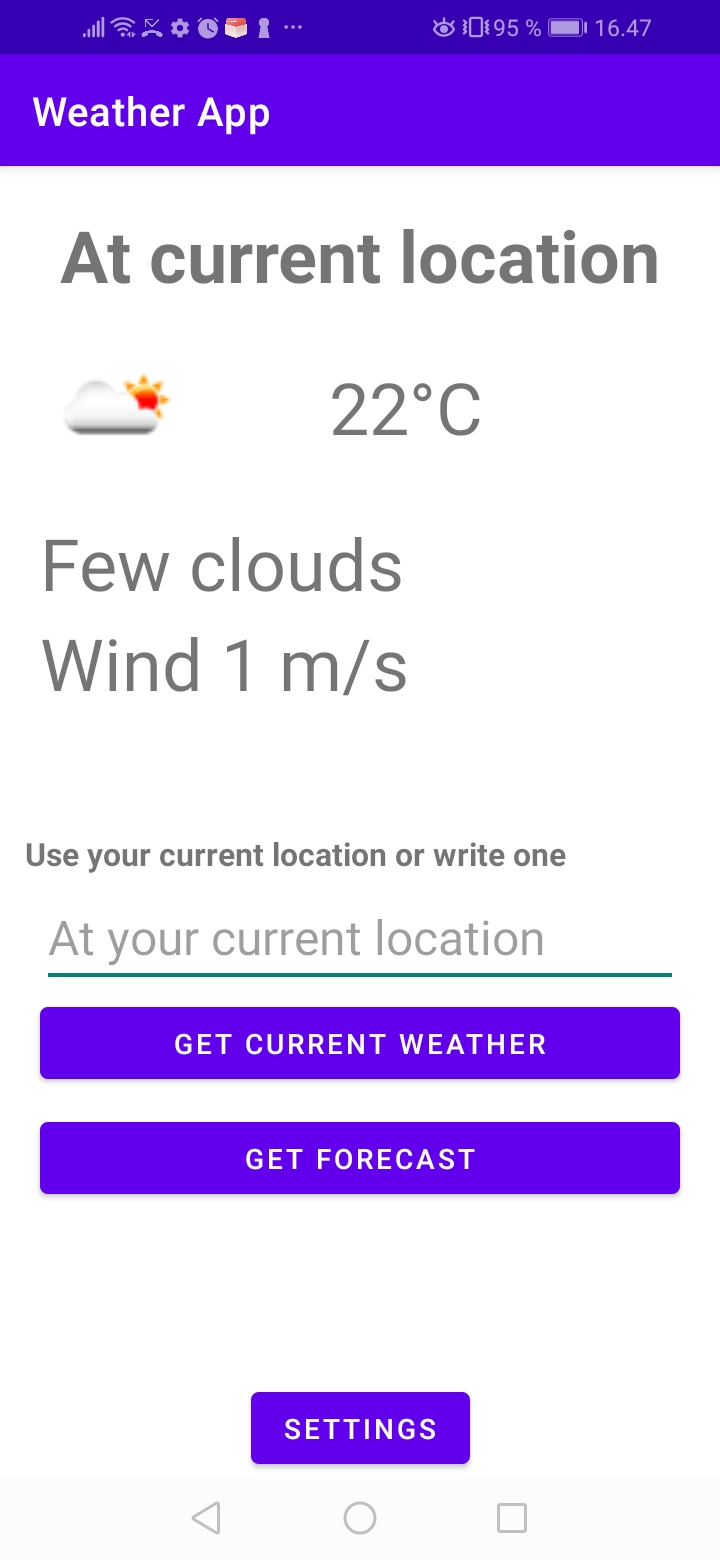 95 % 16.47
Weather App
At current location
22°C
Few clouds
Wind 1 m/s
Use your current location or write one
At your current location
GET CURRENT WEATHER
GET FORECAST
SETTINGS